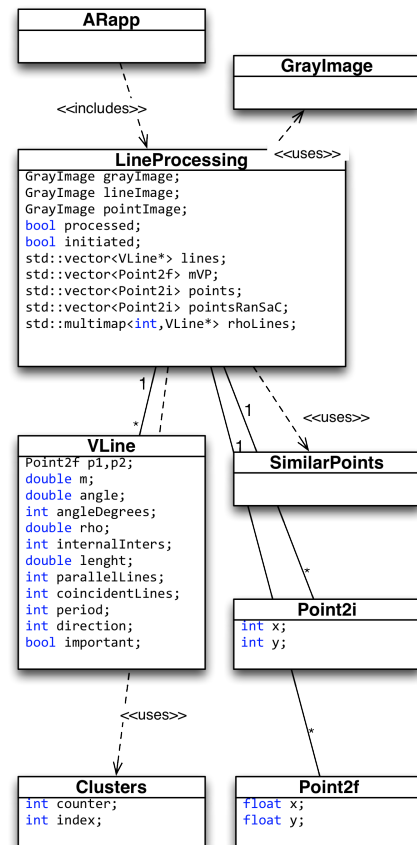 ARapp
GrayImage
<<includes>>
<<uses>>
LineProcessing
GrayImage grayImage;
GrayImage lineImage;
GrayImage pointImage;
bool processed;
bool initiated;
std::vector<VLine*> lines;
std::vector<Point2f> mVP;
std::vector<Point2i> points;
std::vector<Point2i> pointsRanSaC;
std::multimap<int,VLine*> rhoLines;
1
1
<<uses>>
*
1
VLine
Point2f p1,p2;
double m;
double angle;
int angleDegrees;
double rho;
int internalInters;
double lenght;
int parallelLines;
int coincidentLines;
int period;
int direction;
bool important;
SimilarPoints
*
Point2i
int x;
int y;
<<uses>>
*
Clusters
int counter;
int index;
Point2f
float x;
float y;